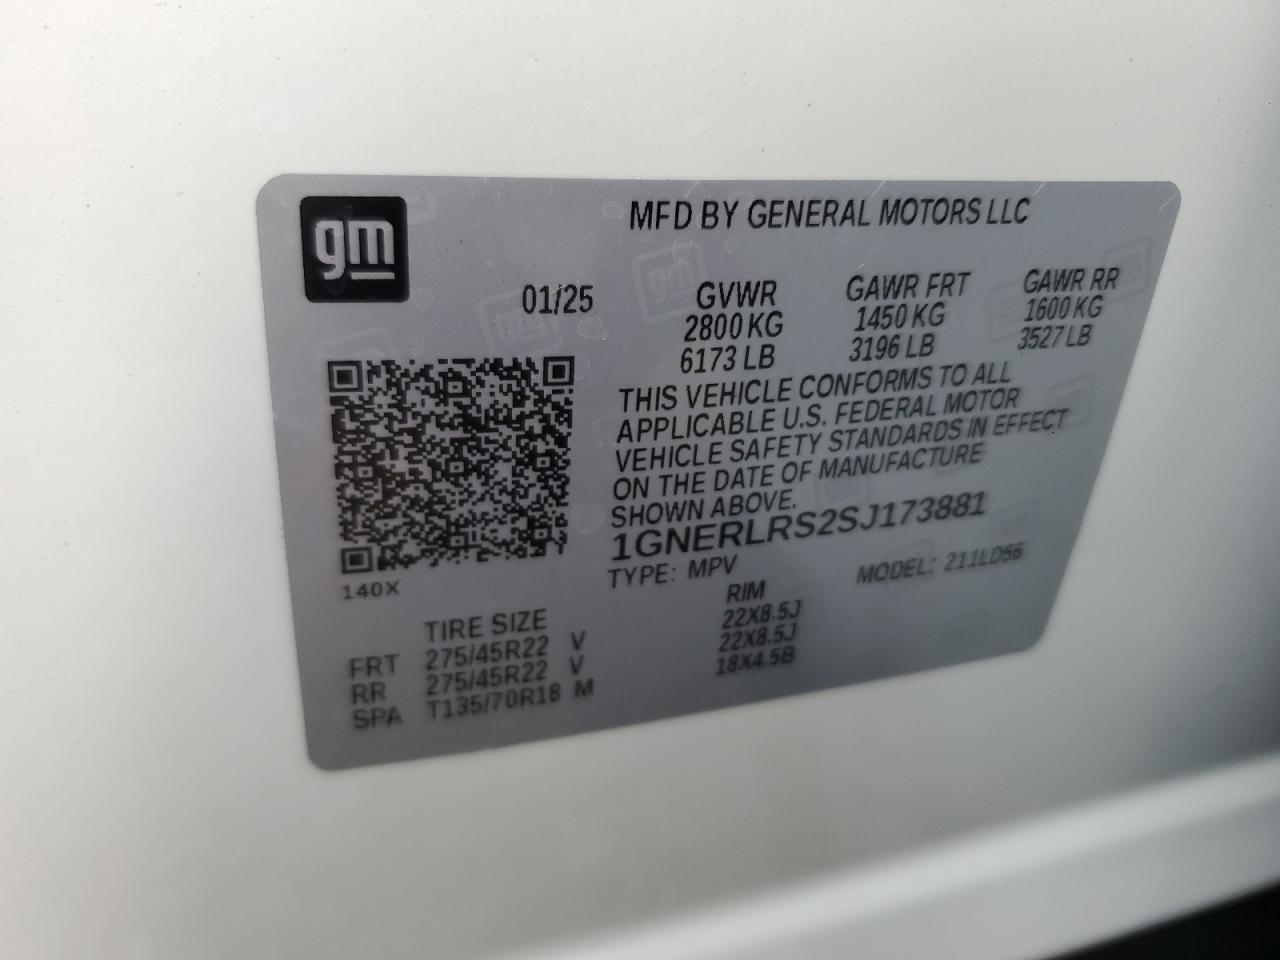 gm
MFD BY GENERAL MOTORS LLC
01/25
GVWR
2800 KG
6173 LB
GAWR FRT
1450 KG
3196 LB
GAWR RR
1600 KG
3527 LB
THIS VEHICLE CONFORMS TO ALL
APPLICABLE U.S. FEDERAL MOTOR
VEHICLE SAFETY STANDARDS IN EFFECT
ON THE DATE OF MANUFACTURE
SHOWN ABOVE.
1GNERLRS2SJ173881
TYPE: MPV MODEL: 211LD56
140X
TIRE SIZE RIM
FRT 275/45R22 V 22X8.5J
RR 275/45R22 V 22X8.5J
SPA T135/70R18 M 18X4.5B